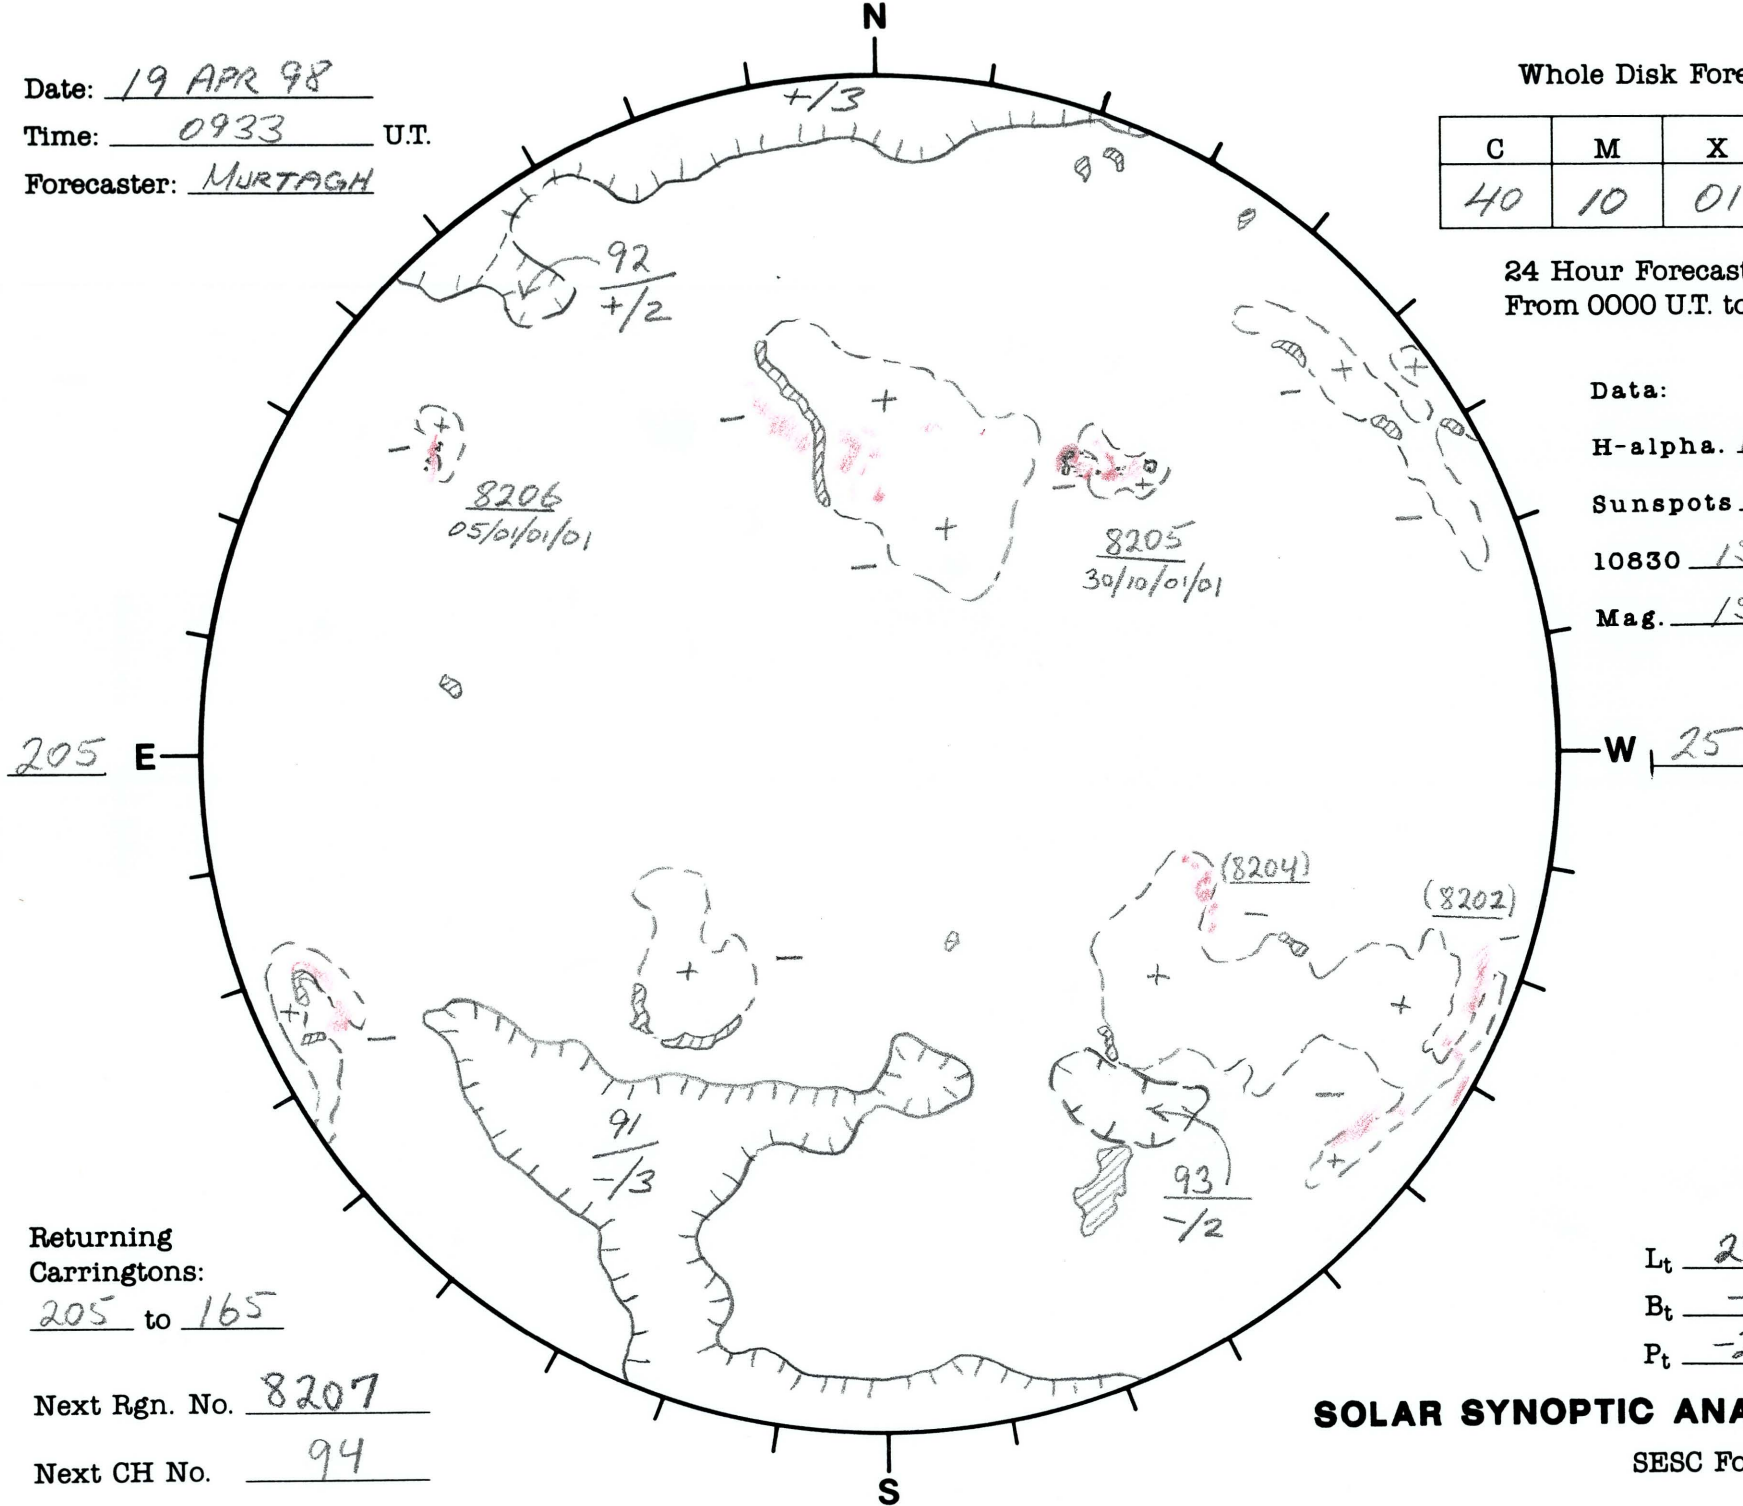 N
Date: 19 APR 98
Time: 0933 U.T.
Forecaster: MURTAGH
Whole Disk Fore
C M X
40 10 01
24 Hour Forecast
From 0000 U.T. to
Data:
H-alpha.
Sunspots
10830
Mag.
+/3
92
+/2
+
+
+
-
+
-
-
+
8206
05/01/01/01
-
+
-
+
8205
30/10/01/01
-
-
205 E
W 25
(8204)
(8202)
-
-
+
-
+
+
+
-
91
-/3
-
+
93
-/2
Returning
Carringtons:
205 to 165
Next Rgn. No. 8207
Next CH No. 94
Lt 2
Bt -
Pt -2
SOLAR SYNOPTIC ANA
SESC Fo
S